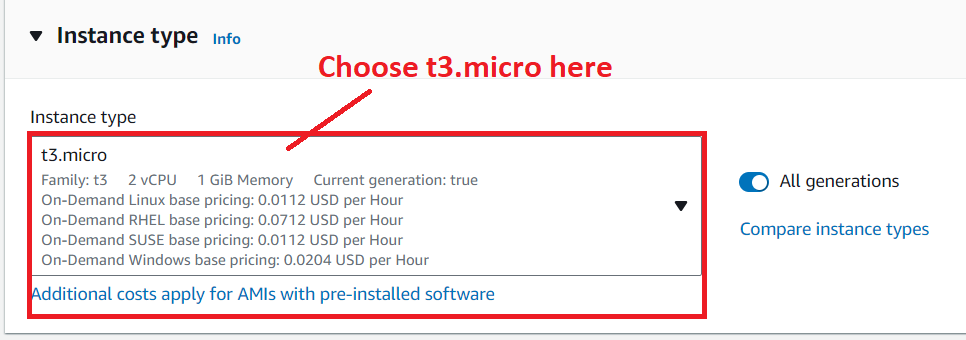 Instance type Info
Choose t3.micro here
Instance type
t3.micro
Family: t3 2 vCPU 1 GiB Memory Current generation: true
On-Demand Linux base pricing: 0.0112 USD per Hour
On-Demand RHEL base pricing: 0.0712 USD per Hour
On-Demand SUSE base pricing: 0.0112 USD per Hour
On-Demand Windows base pricing: 0.0204 USD per Hour
All generations
Compare instance types
Additional costs apply for AMIs with pre-installed software